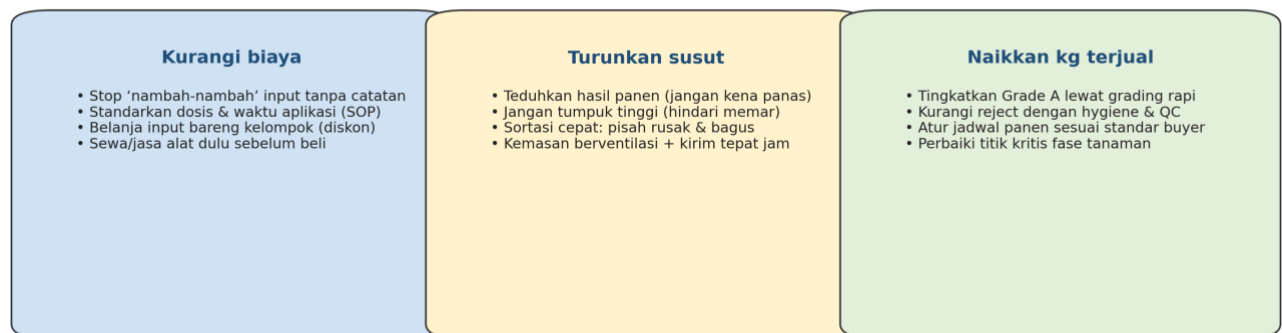 Kurangi biaya
• Stop ‘nambah-nambah’ input tanpa catatan
• Standarkan dosis & waktu aplikasi (SOP)
• Belanja input bareng kelompok (diskon)
• Sewa/jasa alat dulu sebelum beli
Turunkan susut
• Teduhkan hasil panen (jangan kena panas)
• Jangan tumpuk tinggi (hindari memar)
• Sortasi cepat: pisah rusak & bagus
• Kemasan berventilasi + kirim tepat jam
Naikkan kg terjual
• Tingkatkan Grade A lewat grading rapi
• Kurangi reject dengan hygiene & QC
• Atur jadwal panen sesuai standar buyer
• Perbaiki titik kritis fase tanaman